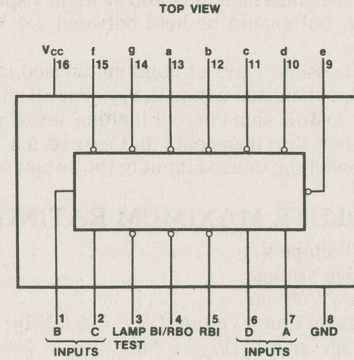 TOP VIEW
Vcc f g a b c d e
16 15 14 13 12 11 10 9
1 2 3 4 5 6 7 8
B C LAMP BI/RBO RBI D A GND
TEST
INPUTS INPUTS